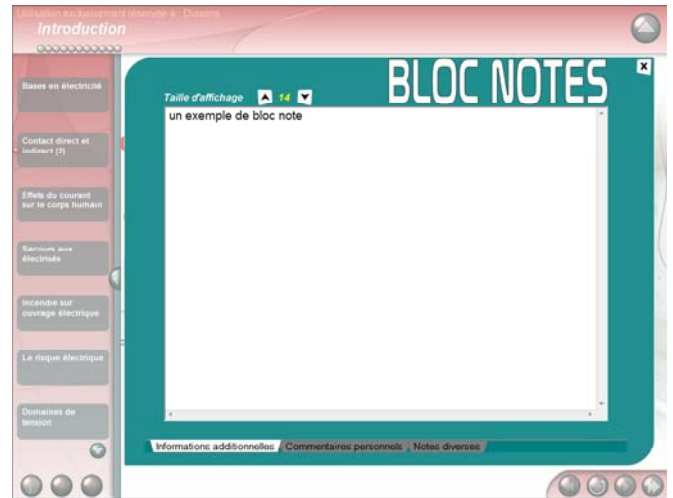 Utilisation exclusivement réservée à : Diaxens
Introduction
Bases en électricité
Contact direct et
indirect (?)
Effets du courant
sur le corps humain
Secours aux
électrisés
Incendie sur
ouvrage électrique
Le risque électrique
Domaines de
tension
BLOC NOTES
x
Taille d'affichage 14
un exemple de bloc note
Informations additionnelles Commentaires personnels Notes diverses